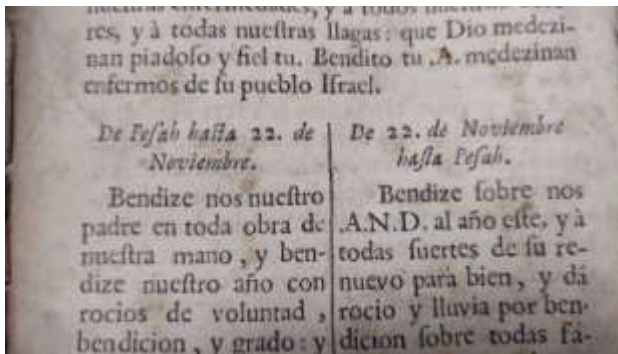 nuestras enfermedades, y à todos
res, y à todas nueſtras llagas: que Dio medezi-
nan piadoſo y fiel tu. Bendito tu .A. medezinan
enfermos de ſu pueblo Iſrael.
De Peſah haſta 22. de
Noviembre.
Bendize nos nueſtro
padre en toda obra de
nueſtra mano, y ben-
dize nueſtro año con
rocios de voluntad,
bendicion, y grado: y
De 22. de Noviembre
haſta Peſah.
Bendize ſobre nos
.A.N.D. al año eſte, y à
todas ſuertes de ſu re-
nuevo para bien, y dà
rocio y lluvia por ben-
dicion ſobre todas fa-